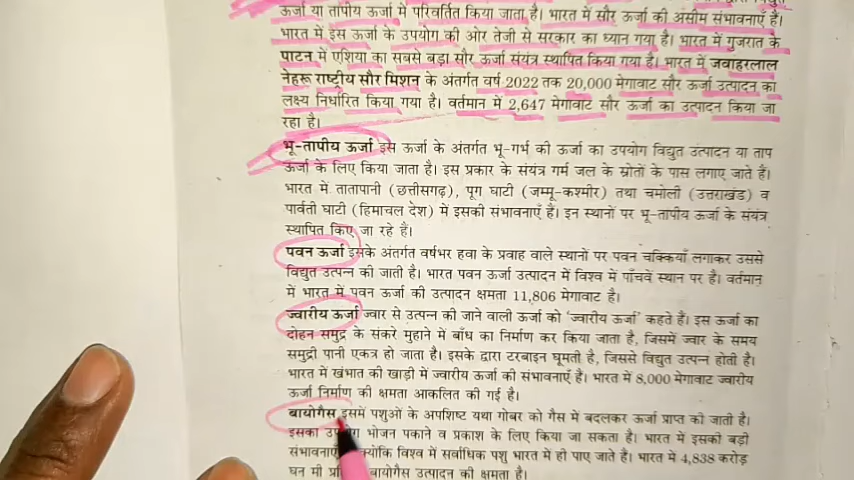 ऊर्जा या तापीय ऊर्जा में परिवर्तित किया जाता है। भारत में सौर ऊर्जा की असीम संभावनाएँ हैं।
भारत में इस ऊर्जा के उपयोग की ओर तेजी से सरकार का ध्यान गया है। भारत में गुजरात के
पाटन में एशिया का सबसे बड़ा सौर ऊर्जा संयंत्र स्थापित किया गया है। भारत में जवाहरलाल
नेहरू राष्ट्रीय सौर मिशन के अंतर्गत वर्ष 2022 तक 20,000 मेगावाट सौर ऊर्जा उत्पादन का
लक्ष्य निर्धारित किया गया है। वर्तमान में 2,647 मेगावाट सौर ऊर्जा का उत्पादन किया जा
रहा है।
भू-तापीय ऊर्जा इस ऊर्जा के अंतर्गत भू-गर्भ की ऊर्जा का उपयोग विद्युत उत्पादन या ताप
ऊर्जा के लिए किया जाता है। इस प्रकार के संयंत्र गर्म जल के स्रोतों के पास लगाए जाते हैं।
भारत में तातापानी (छत्तीसगढ़), पूग घाटी (जम्मू-कश्मीर) तथा चमोली (उत्तराखंड) व
पार्वती घाटी (हिमाचल देश) में इसकी संभावनाएँ हैं। इन स्थानों पर भू-तापीय ऊर्जा के संयंत्र
स्थापित किए जा रहे हैं।
पवन ऊर्जा इसके अंतर्गत वर्षभर हवा के प्रवाह वाले स्थानों पर पवन चक्कियाँ लगाकर उससे
विद्युत उत्पन्न की जाती है। भारत पवन ऊर्जा उत्पादन में विश्व में पाँचवें स्थान पर है। वर्तमान
में भारत में पवन ऊर्जा की उत्पादन क्षमता 11,806 मेगावाट है।
ज्वारीय ऊर्जा ज्वार से उत्पन्न की जाने वाली ऊर्जा को 'ज्वारीय ऊर्जा' कहते हैं। इस ऊर्जा का
दोहन समुद्र के संकरे मुहाने में बाँध का निर्माण कर किया जाता है, जिसमें ज्वार के समय
समुद्री पानी एकत्र हो जाता है। इसके द्वारा टरबाइन घूमती है, जिससे विद्युत उत्पन्न होती है।
भारत में खंभात की खाड़ी में ज्वारीय ऊर्जा की संभावनाएँ हैं। भारत में 8,000 मेगावाट ज्वारीय
ऊर्जा निर्माण की क्षमता आकलित की गई है।
बायोगैस इसमें पशुओं के अपशिष्ट यथा गोबर को गैस में बदलकर ऊर्जा प्राप्त की जाती है।
इसका भोजन पकाने व प्रकाश के लिए किया जा सकता है। भारत में इसकी बड़ी
क्योंकि विश्व में सर्वाधिक पशु भारत में ही पाए जाते हैं। भारत में 4,838 करोड़
घन मी बायोगैस उत्पादन की क्षमता है।